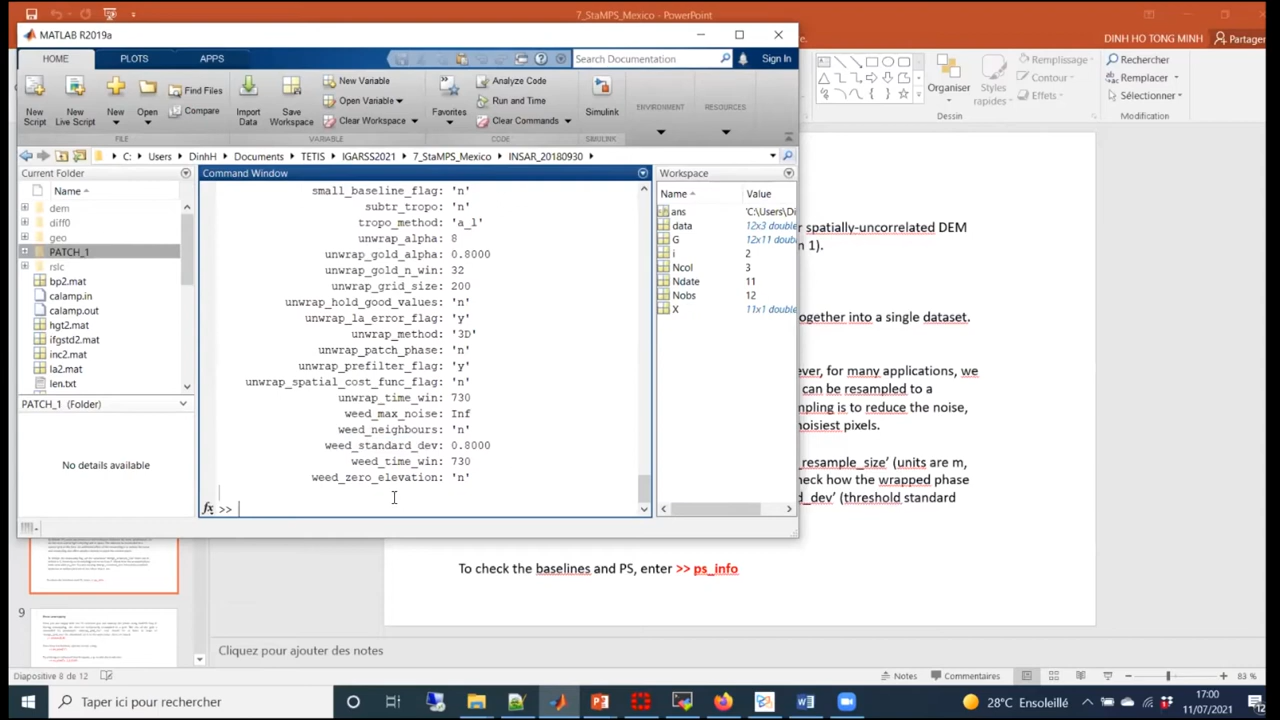 7_StaMPS_Mexico - PowerPoint
DINH HO TONG MINH
Partager
MATLAB R2019a
HOME
PLOTS
APPS
Search Documentation
Sign In
New Script
New Live Script
New
Open
Find Files
Compare
FILE
Import Data
Save Workspace
New Variable
Open Variable
Clear Workspace
VARIABLE
Favorites
Analyze Code
Run and Time
Clear Commands
CODE
Simulink
SIMULINK
ENVIRONMENT
RESOURCES
C: Users DinhH Documents TETIS IGARSS2021 7_StaMPS_Mexico INSAR_20180930
Current Folder
Name
dem
diff0
geo
PATCH_1
rslc
bp2.mat
calamp.in
calamp.out
hgt2.mat
ifgstd2.mat
inc2.mat
la2.mat
len.txt
PATCH_1 (Folder)
No details available
Command Window
small_baseline_flag: 'n'
subtr_tropo: 'n'
tropo_method: 'a_l'
unwrap_alpha: 8
unwrap_gold_alpha: 0.8000
unwrap_gold_n_win: 32
unwrap_grid_size: 200
unwrap_hold_good_values: 'n'
unwrap_la_error_flag: 'y'
unwrap_method: '3D'
unwrap_patch_phase: 'n'
unwrap_prefilter_flag: 'y'
unwrap_spatial_cost_func_flag: 'n'
unwrap_time_win: 730
weed_max_noise: Inf
weed_neighbours: 'n'
weed_standard_dev: 0.8000
weed_time_win: 730
weed_zero_elevation: 'n'
fx >>
Workspace
Name Value
ans 'C:\Users\Di
data 12x3 double
G 12x11 double
i 2
Ncol 3
Ndate 11
Nobs 12
X 11x1 double
Organiser
Styles rapides
Remplissage
Contour
Effets
Dessin
Rechercher
Remplacer
Sélectionner
Modification
r spatially-uncorrelated DEM
n 1).
ogether into a single dataset.
ever, for many applications, we
can be resampled to a
mpling is to reduce the noise,
noisiest pixels.
_resample_size' (units are m,
heck how the wrapped phase
d_dev' (threshold standard
To check the baselines and PS, enter >> ps_info
9
Cliquez pour ajouter des notes
Diapositive 8 de 12
Notes
Commentaires
83 %
Taper ici pour rechercher
28°C Ensoleillé
17:00
11/07/2021
12